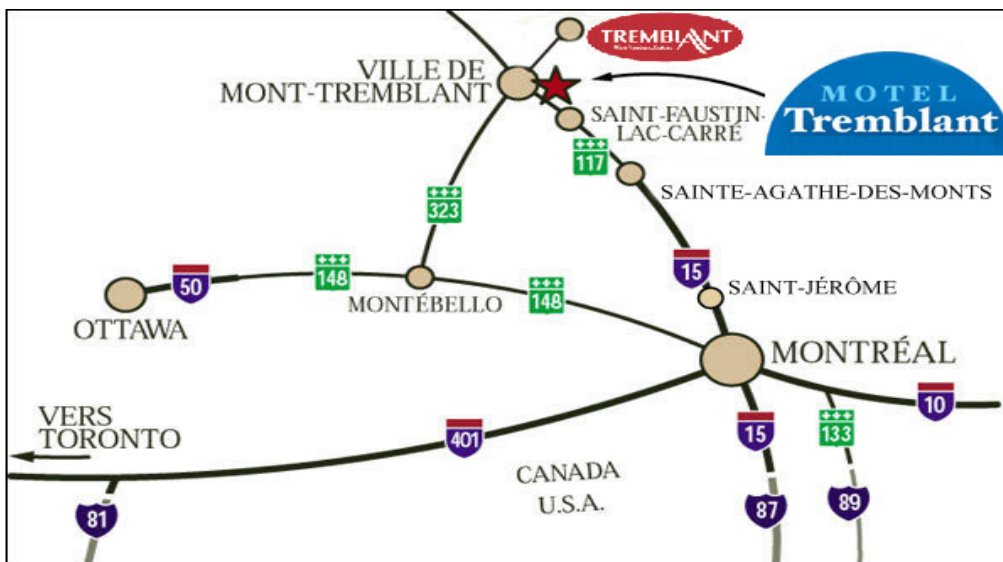 TREMBLANT
VILLE DE
MONT-TREMBLANT
MOTEL
Tremblant
SAINT-FAUSTIN-
LAC-CARRÉ
117
SAINTE-AGATHE-DES-MONTS
323
15
50
148
148
SAINT-JÉRÔME
OTTAWA
MONTÉBELLO
MONTRÉAL
VERS
TORONTO
401
15
133
10
CANADA
U.S.A.
81
87
89